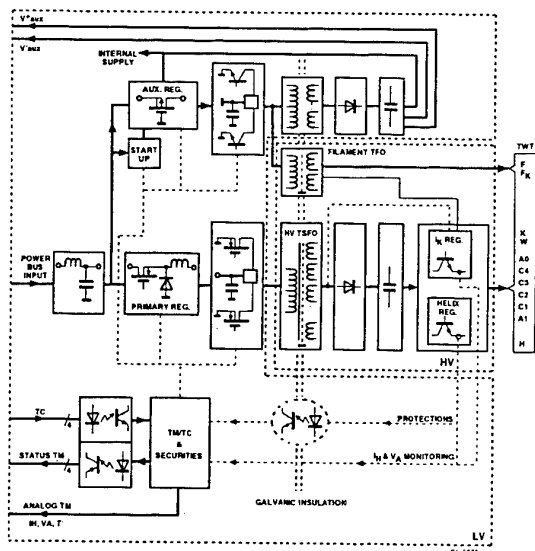 V⁺aux
V⁻aux
INTERNAL
SUPPLY
AUX. REG.
START
UP
FILAMENT TFO
TWT
F
FK
POWER
BUS
INPUT
PRIMARY REG.
HV TSFO
IK REG.
HELIX
REG.
HV
K
W
A0
C4
C3
C2
C1
A1
H
TC
4
STATUS TM
4
TM/TC
&
SECURITIES
PROTECTIONS
IH & VA MONITORING
GALVANIC INSULATION
ANALOG TM
IH, VA, T°
LV